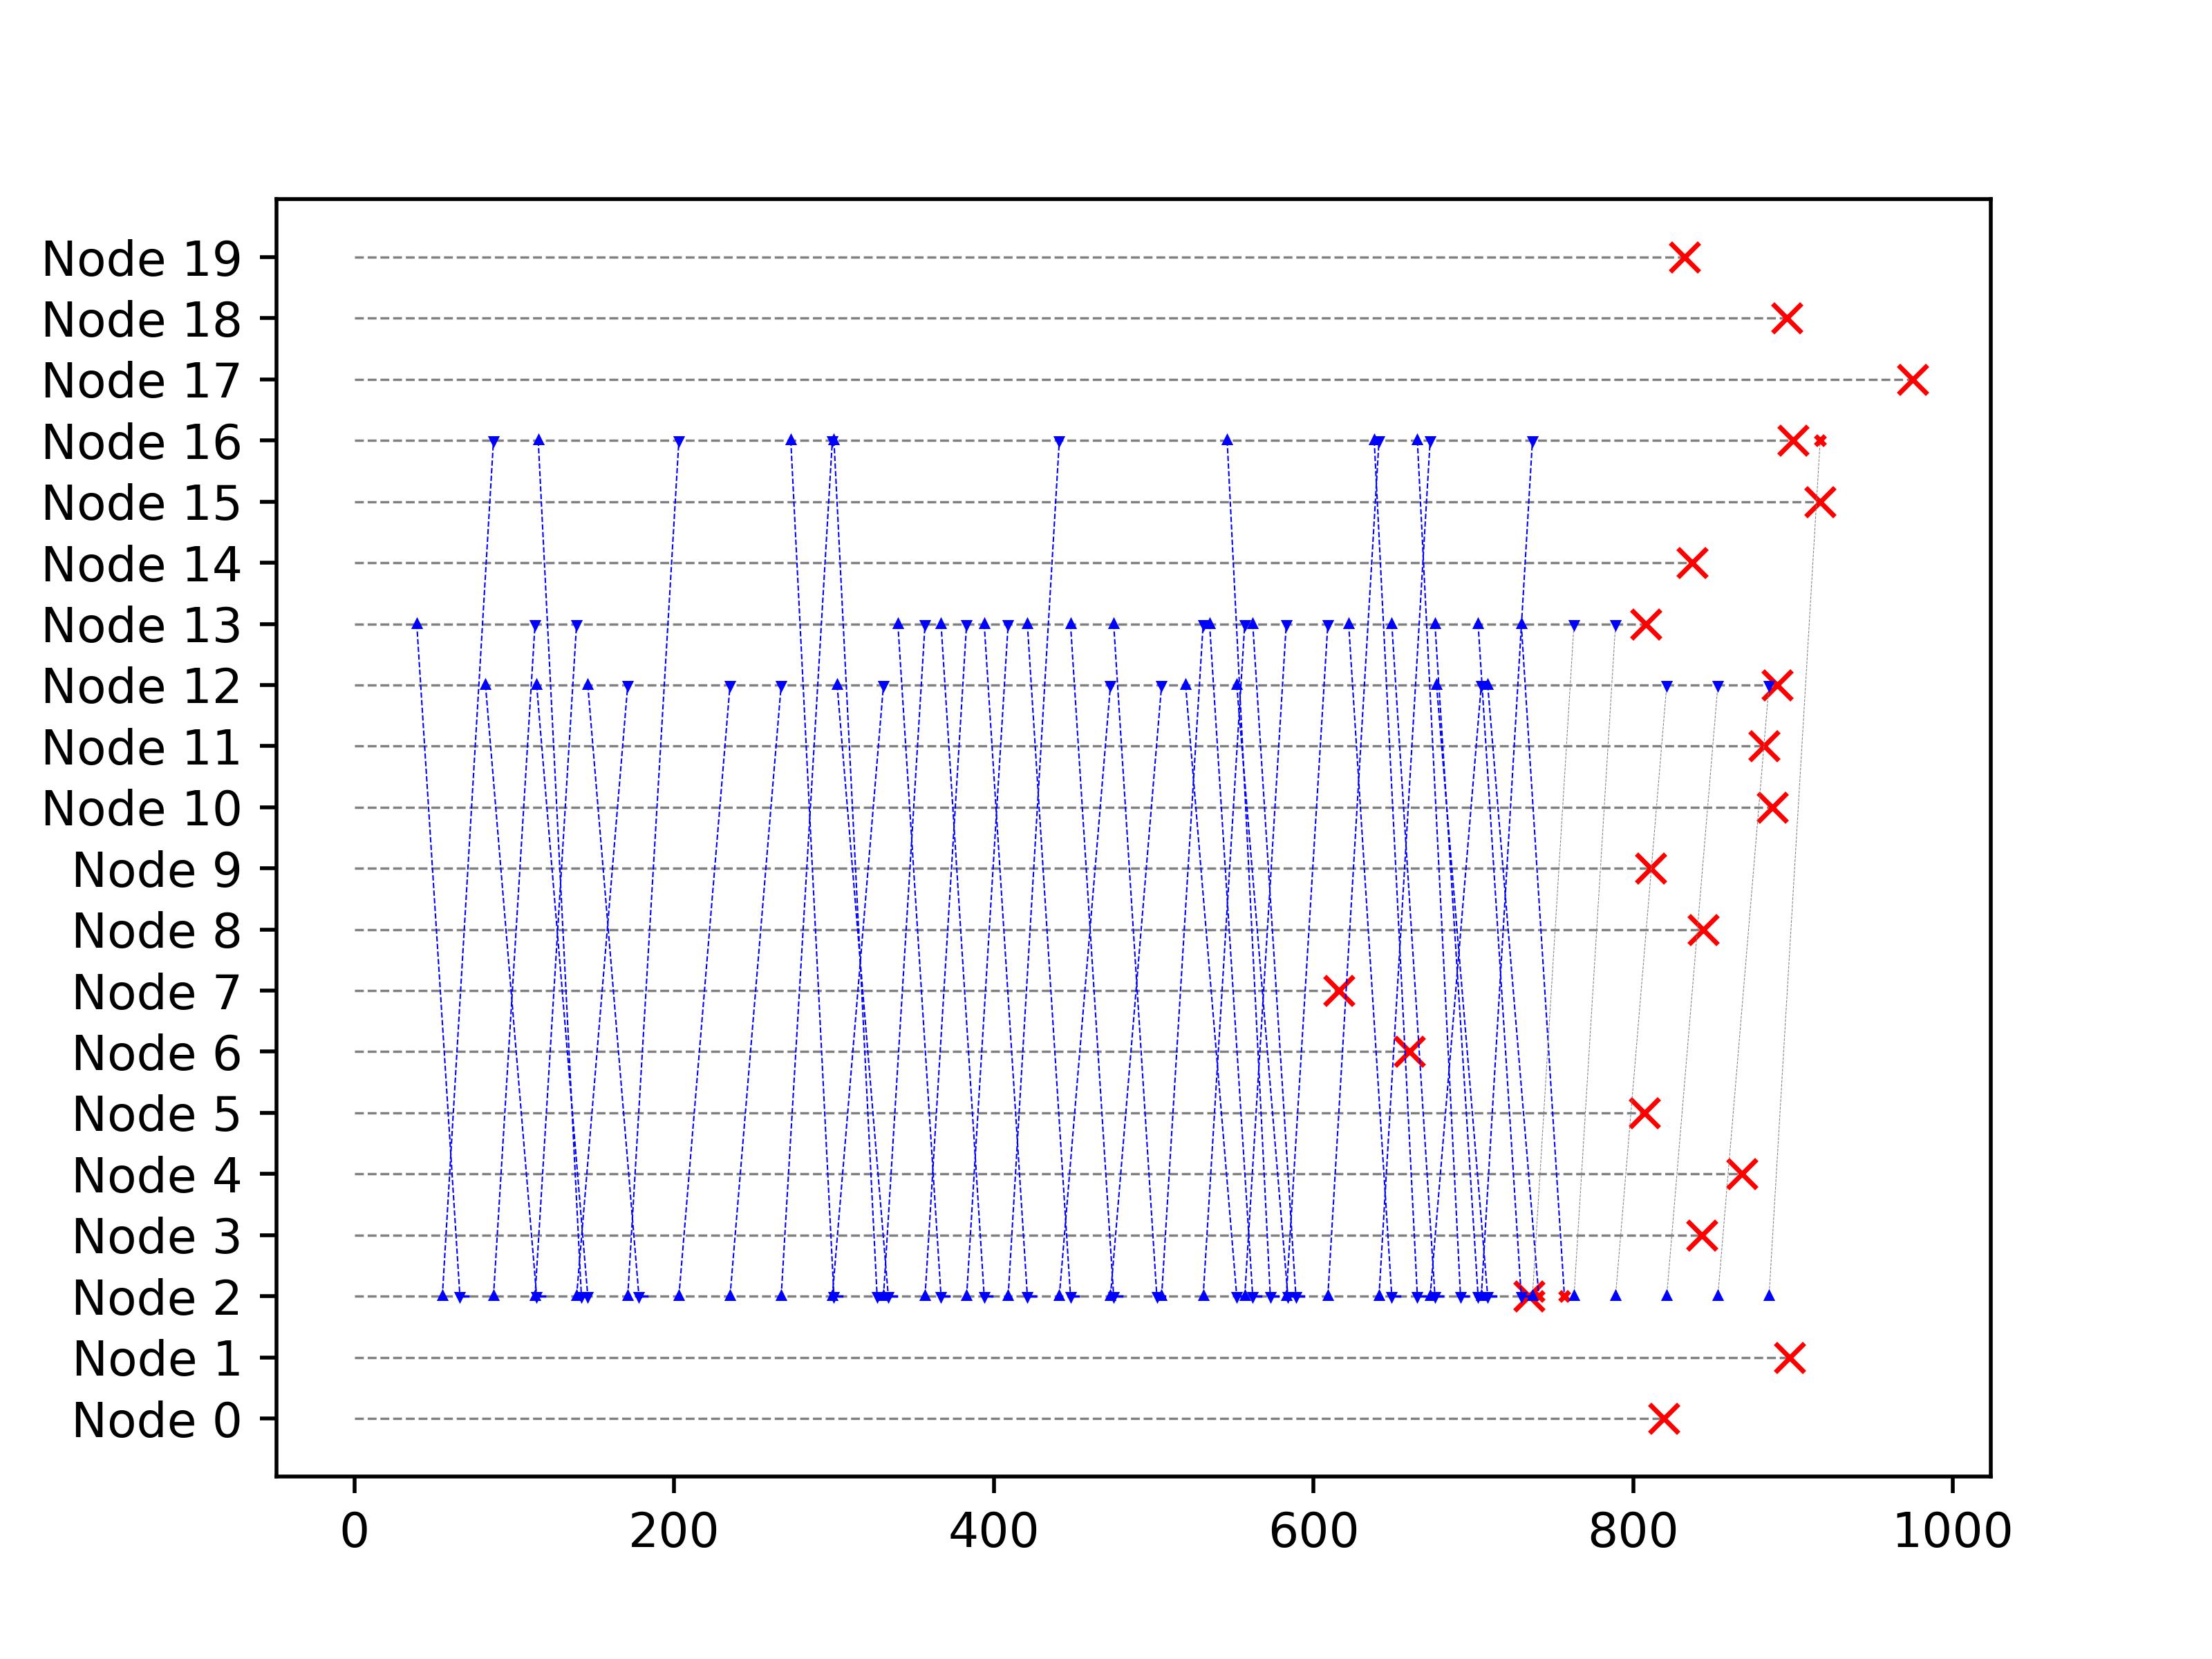 Node 19
Node 18
Node 17
Node 16
Node 15
Node 14
Node 13
Node 12
Node 11
Node 10
Node 9
Node 8
Node 7
Node 6
Node 5
Node 4
Node 3
Node 2
Node 1
Node 0
0 200 400 600 800 1000